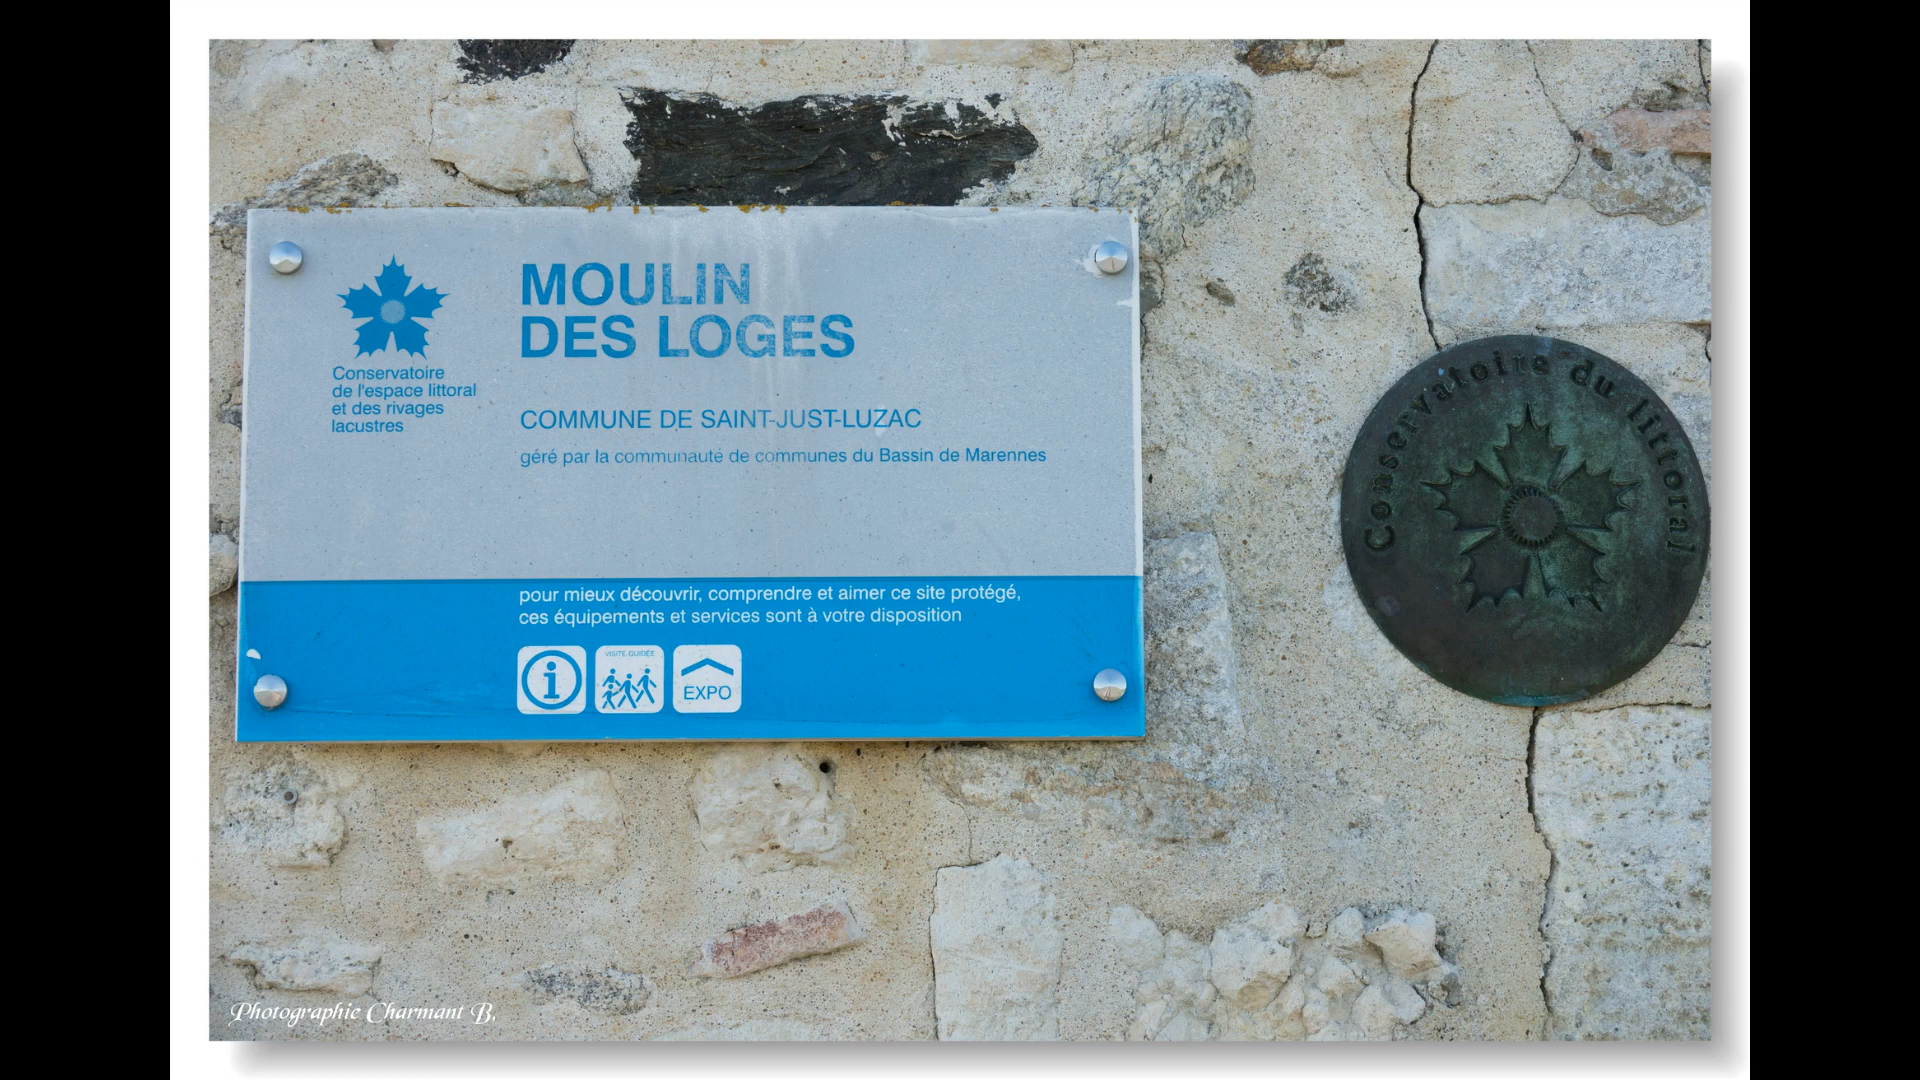 MOULIN
DES LOGES
Conservatoire
de l'espace littoral
et des rivages
lacustres
COMMUNE DE SAINT-JUST-LUZAC
géré par la communauté de communes du Bassin de Marennes
pour mieux découvrir, comprendre et aimer ce site protégé,
ces équipements et services sont à votre disposition
i
VISITE GUIDÉE
EXPO
Conservatoire du littoral
Photographie Charmant B,